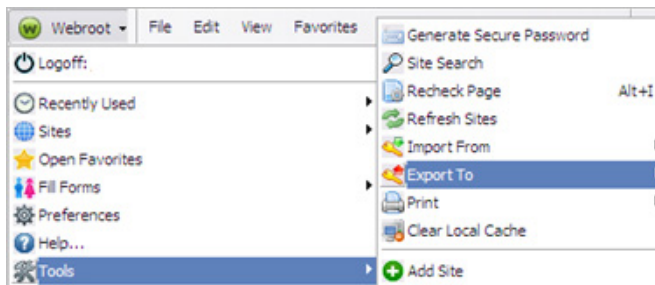 Webroot File Edit View Favorites
Logoff:
Recently Used
Sites
Open Favorites
Fill Forms
Preferences
Help...
Tools
Generate Secure Password
Site Search
Recheck Page Alt+I
Refresh Sites
Import From
Export To
Print
Clear Local Cache
Add Site